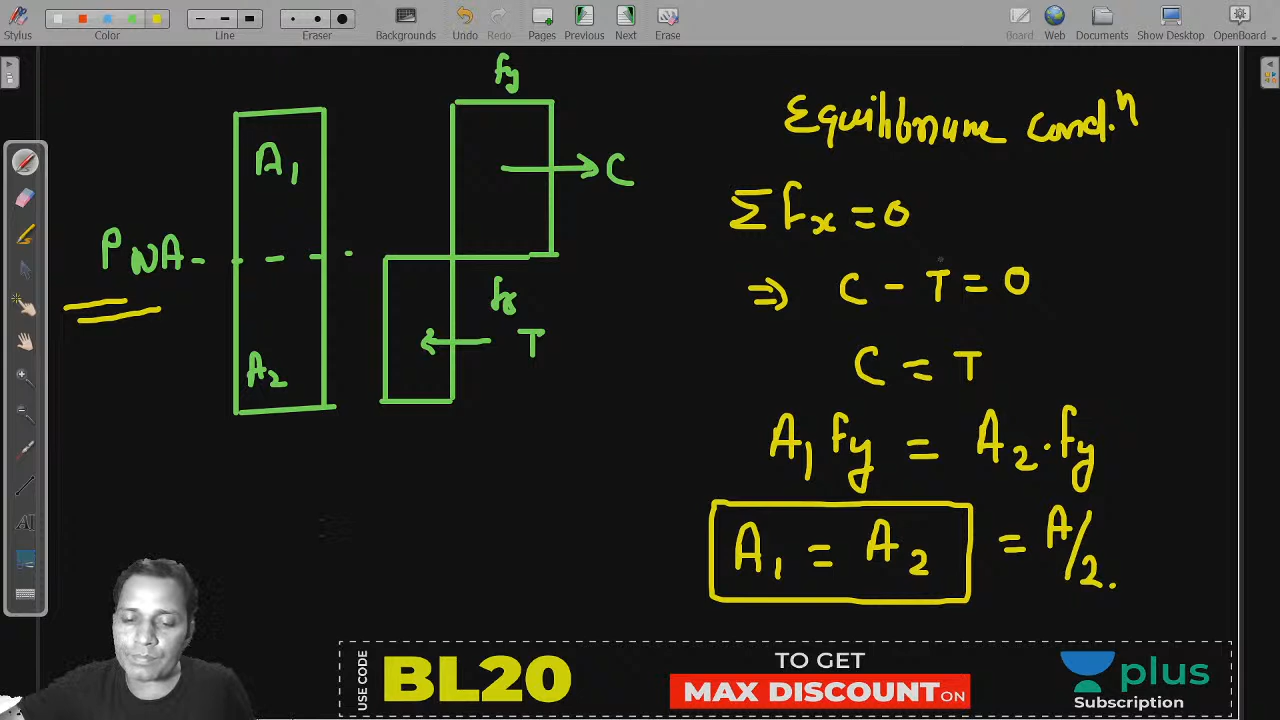 Stylus
Color
Line
Eraser
Backgrounds
Undo
Redo
Pages
Previous
Next
Erase
Board
Web
Documents
Show Desktop
OpenBoard
fy
A1
C
PNA
fy
T
A2
Equilibrium cond.n
Σfx = 0
⇒ C - T = 0
C = T
A1 fy = A2 . fy
A1 = A2 = A/2.
USE CODE
BL20
TO GET
MAX DISCOUNT ON
plus
Subscription